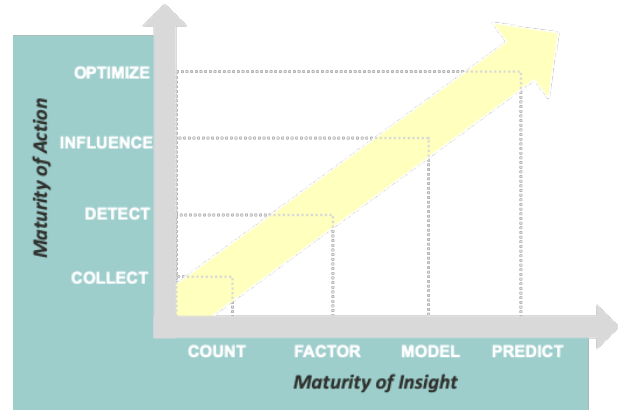 OPTIMIZE
INFLUENCE
DETECT
COLLECT
Maturity of Action
COUNT FACTOR MODEL PREDICT
Maturity of Insight